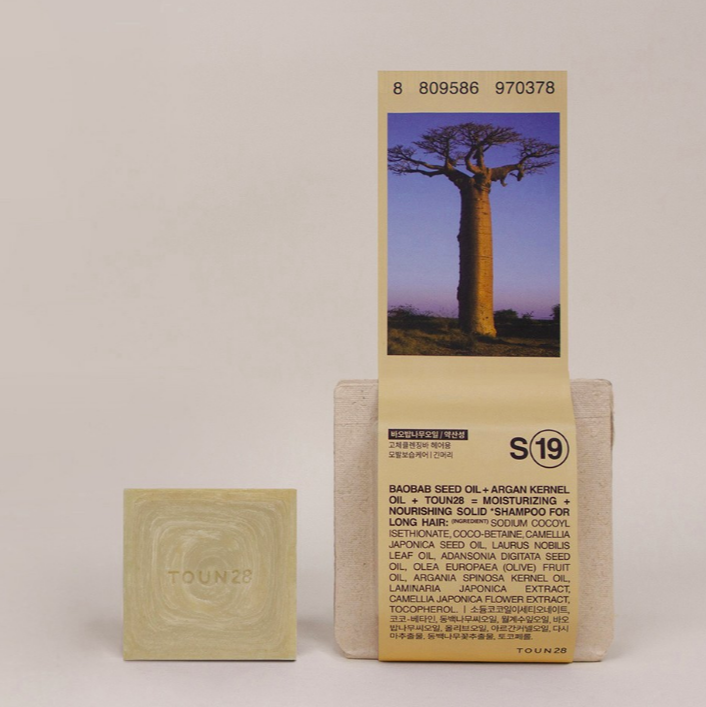 8 809586 970378
바오밥나무오일 / 약산성
고체클렌징바 헤어용
모발보습케어 | 긴머리
S 19
BAOBAB SEED OIL + ARGAN KERNEL
OIL + TOUN28 = MOISTURIZING +
NOURISHING SOLID *SHAMPOO FOR
LONG HAIR: (INGREDIENT) SODIUM COCOYL
ISETHIONATE, COCO-BETAINE, CAMELLIA
JAPONICA SEED OIL, LAURUS NOBILIS
LEAF OIL, ADANSONIA DIGITATA SEED
OIL, OLEA EUROPAEA (OLIVE) FRUIT
OIL, ARGANIA SPINOSA KERNEL OIL,
LAMINARIA JAPONICA EXTRACT,
CAMELLIA JAPONICA FLOWER EXTRACT,
TOCOPHEROL. | 소듐코코일이세티오네이트,
코코-베타인, 동백나무씨오일, 월계수잎오일, 바오
밥나무씨오일, 올리브오일, 아르간커넬오일, 다시
마추출물, 동백나무꽃추출물, 토코페롤.
TOUN28
TOUN28